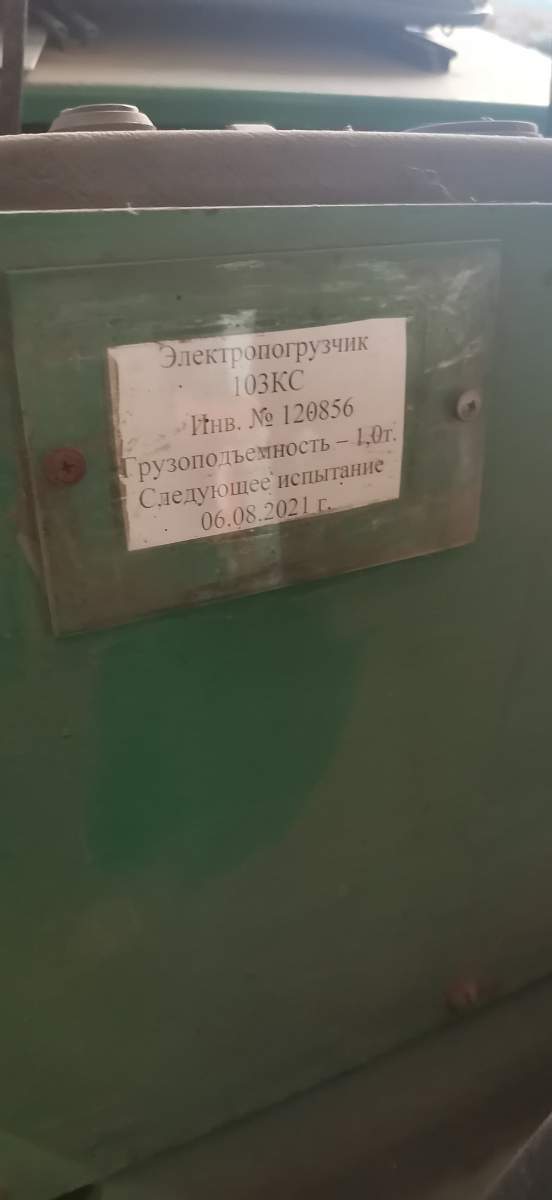 Электропогрузчик
103КС
Инв. № 120856
Грузоподъемность – 1,0т.
Следующее испытание
06.08.2021 г.